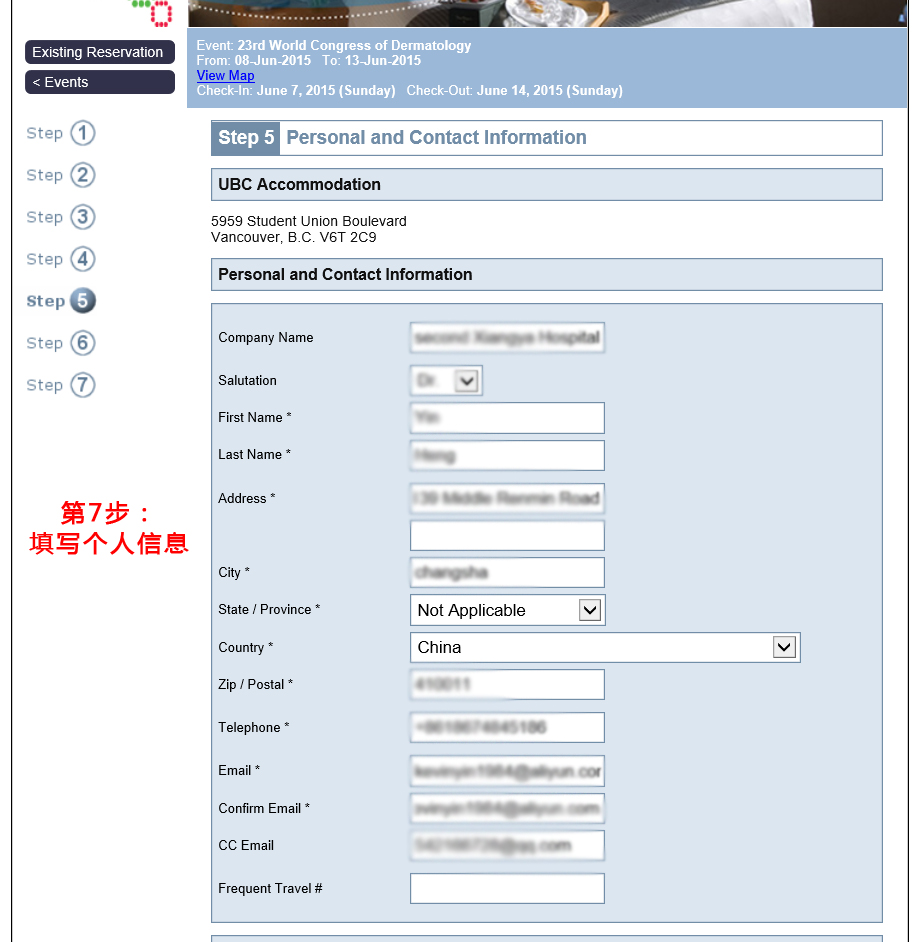 Existing Reservation
< Events
Event: 23rd World Congress of Dermatology
From: 08-Jun-2015 To: 13-Jun-2015
View Map
Check-In: June 7, 2015 (Sunday) Check-Out: June 14, 2015 (Sunday)
Step 1
Step 2
Step 3
Step 4
Step 5
Step 6
Step 7
第7步：
填写个人信息
Step 5 Personal and Contact Information
UBC Accommodation
5959 Student Union Boulevard
Vancouver, B.C. V6T 2C9
Personal and Contact Information
Company Name
Salutation
First Name *
Last Name *
Address *
City *
State / Province * Not Applicable
Country * China
Zip / Postal *
Telephone *
Email *
Confirm Email *
CC Email
Frequent Travel #